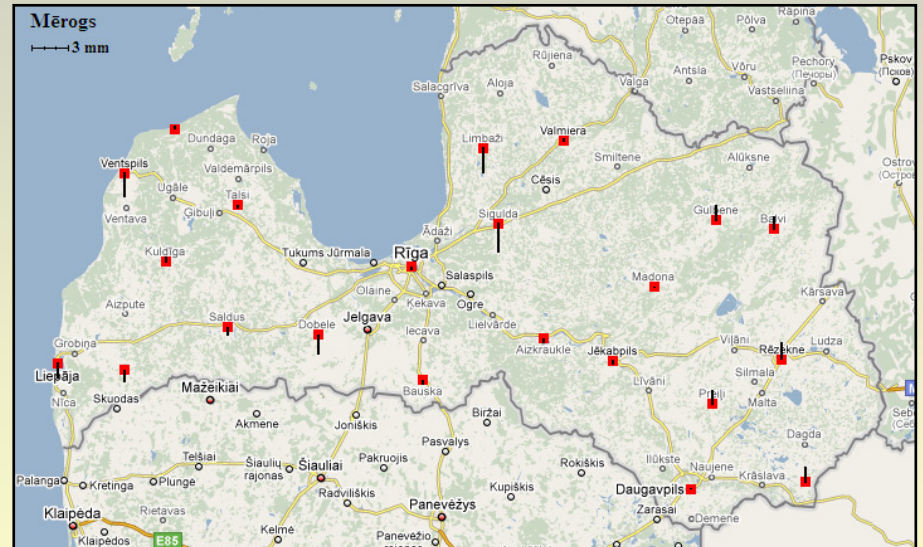 Mērogs
3 mm
Otepää
Põlva
Räpina
Rūjiena
Salacgrīva
Aloja
Valga
Antsla
Võru
Pechory
(Печоры)
Pskov
(Псков)
Vastseliina
Dundaga
Roja
Limbaži
Valmiera
Smiltene
Alūksne
Ventspils
Valdemārpils
Ugāle
Talsi
Cēsis
Ventava
Ģibuļi
Sigulda
Gulbene
Balvi
Ādaži
Kuldīga
Tukums
Jūrmala
Rīga
Salaspils
Madona
Olaine
Ķekava
Ogre
Kārsava
Aizpute
Saldus
Dobele
Jelgava
Iecava
Lielvārde
Aizkraukle
Jēkabpils
Viļāni
Rēzekne
Ludza
Grobiņa
Liepāja
Nīca
Skuodas
Mažeikiai
Bauska
Līvāni
Silmala
Malta
Preiļi
Akmene
Joniškis
Biržai
Pasvalys
Dagda
Telšiai
Šiaulių
rajonas
Šiauliai
Pakruojis
Rokiškis
Ilūkste
Naujene
Krāslava
Daugavpils
Palanga
Kretinga
Plungė
Radviliškis
Kupiškis
Zarasai
Demene
Rietavas
Klaipėda
Panevėžys
Kelmė
Klaipėdos
E85
Panevėžio